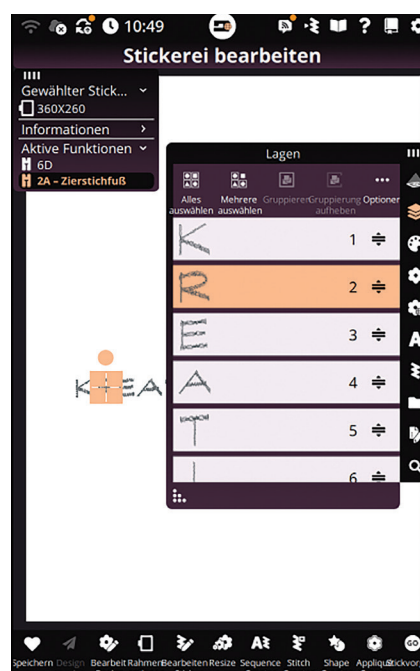 10:49
Stickerei bearbeiten
Gewählter Stick...
360X260
Informationen
Aktive Funktionen
6D
2A – Zierstichfuß
Lagen
Alles auswählen
Mehrere auswählen
Gruppieren
Gruppierung aufheben
Optionen
K 1
R 2
E 3
A 4
T 5
I 6
K EA
Speichern Design Bearbeit Rahmen Bearbeiten Resize Sequence Stitch Shape Appliqué
GO